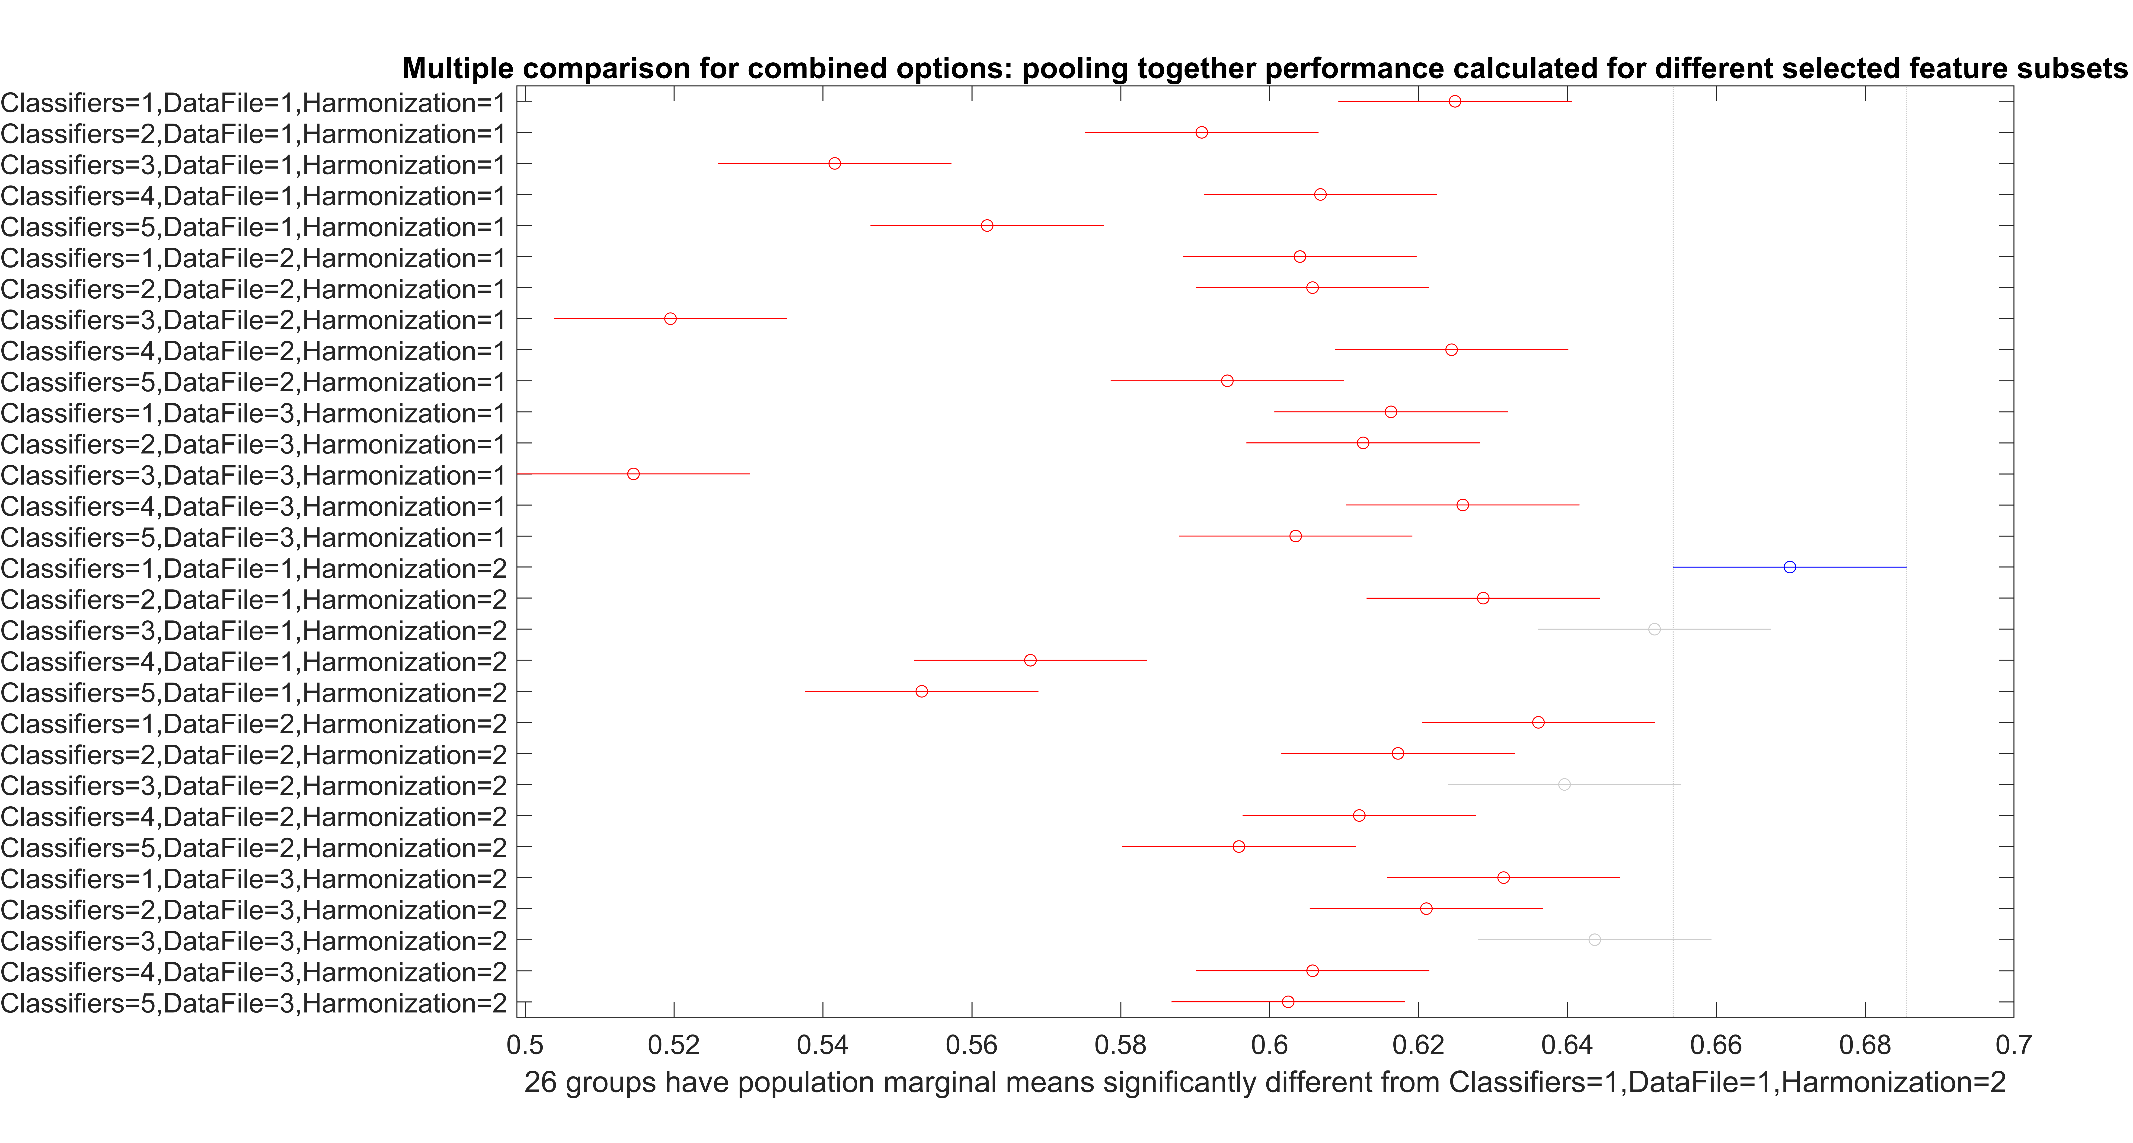 Multiple comparison for combined options: pooling together performance calculated for different selected feature subsets
Classifiers=1,DataFile=1,Harmonization=1
Classifiers=2,DataFile=1,Harmonization=1
Classifiers=3,DataFile=1,Harmonization=1
Classifiers=4,DataFile=1,Harmonization=1
Classifiers=5,DataFile=1,Harmonization=1
Classifiers=1,DataFile=2,Harmonization=1
Classifiers=2,DataFile=2,Harmonization=1
Classifiers=3,DataFile=2,Harmonization=1
Classifiers=4,DataFile=2,Harmonization=1
Classifiers=5,DataFile=2,Harmonization=1
Classifiers=1,DataFile=3,Harmonization=1
Classifiers=2,DataFile=3,Harmonization=1
Classifiers=3,DataFile=3,Harmonization=1
Classifiers=4,DataFile=3,Harmonization=1
Classifiers=5,DataFile=3,Harmonization=1
Classifiers=1,DataFile=1,Harmonization=2
Classifiers=2,DataFile=1,Harmonization=2
Classifiers=3,DataFile=1,Harmonization=2
Classifiers=4,DataFile=1,Harmonization=2
Classifiers=5,DataFile=1,Harmonization=2
Classifiers=1,DataFile=2,Harmonization=2
Classifiers=2,DataFile=2,Harmonization=2
Classifiers=3,DataFile=2,Harmonization=2
Classifiers=4,DataFile=2,Harmonization=2
Classifiers=5,DataFile=2,Harmonization=2
Classifiers=1,DataFile=3,Harmonization=2
Classifiers=2,DataFile=3,Harmonization=2
Classifiers=3,DataFile=3,Harmonization=2
Classifiers=4,DataFile=3,Harmonization=2
Classifiers=5,DataFile=3,Harmonization=2
0.5 0.52 0.54 0.56 0.58 0.6 0.62 0.64 0.66 0.68 0.7
26 groups have population marginal means significantly different from Classifiers=1,DataFile=1,Harmonization=2